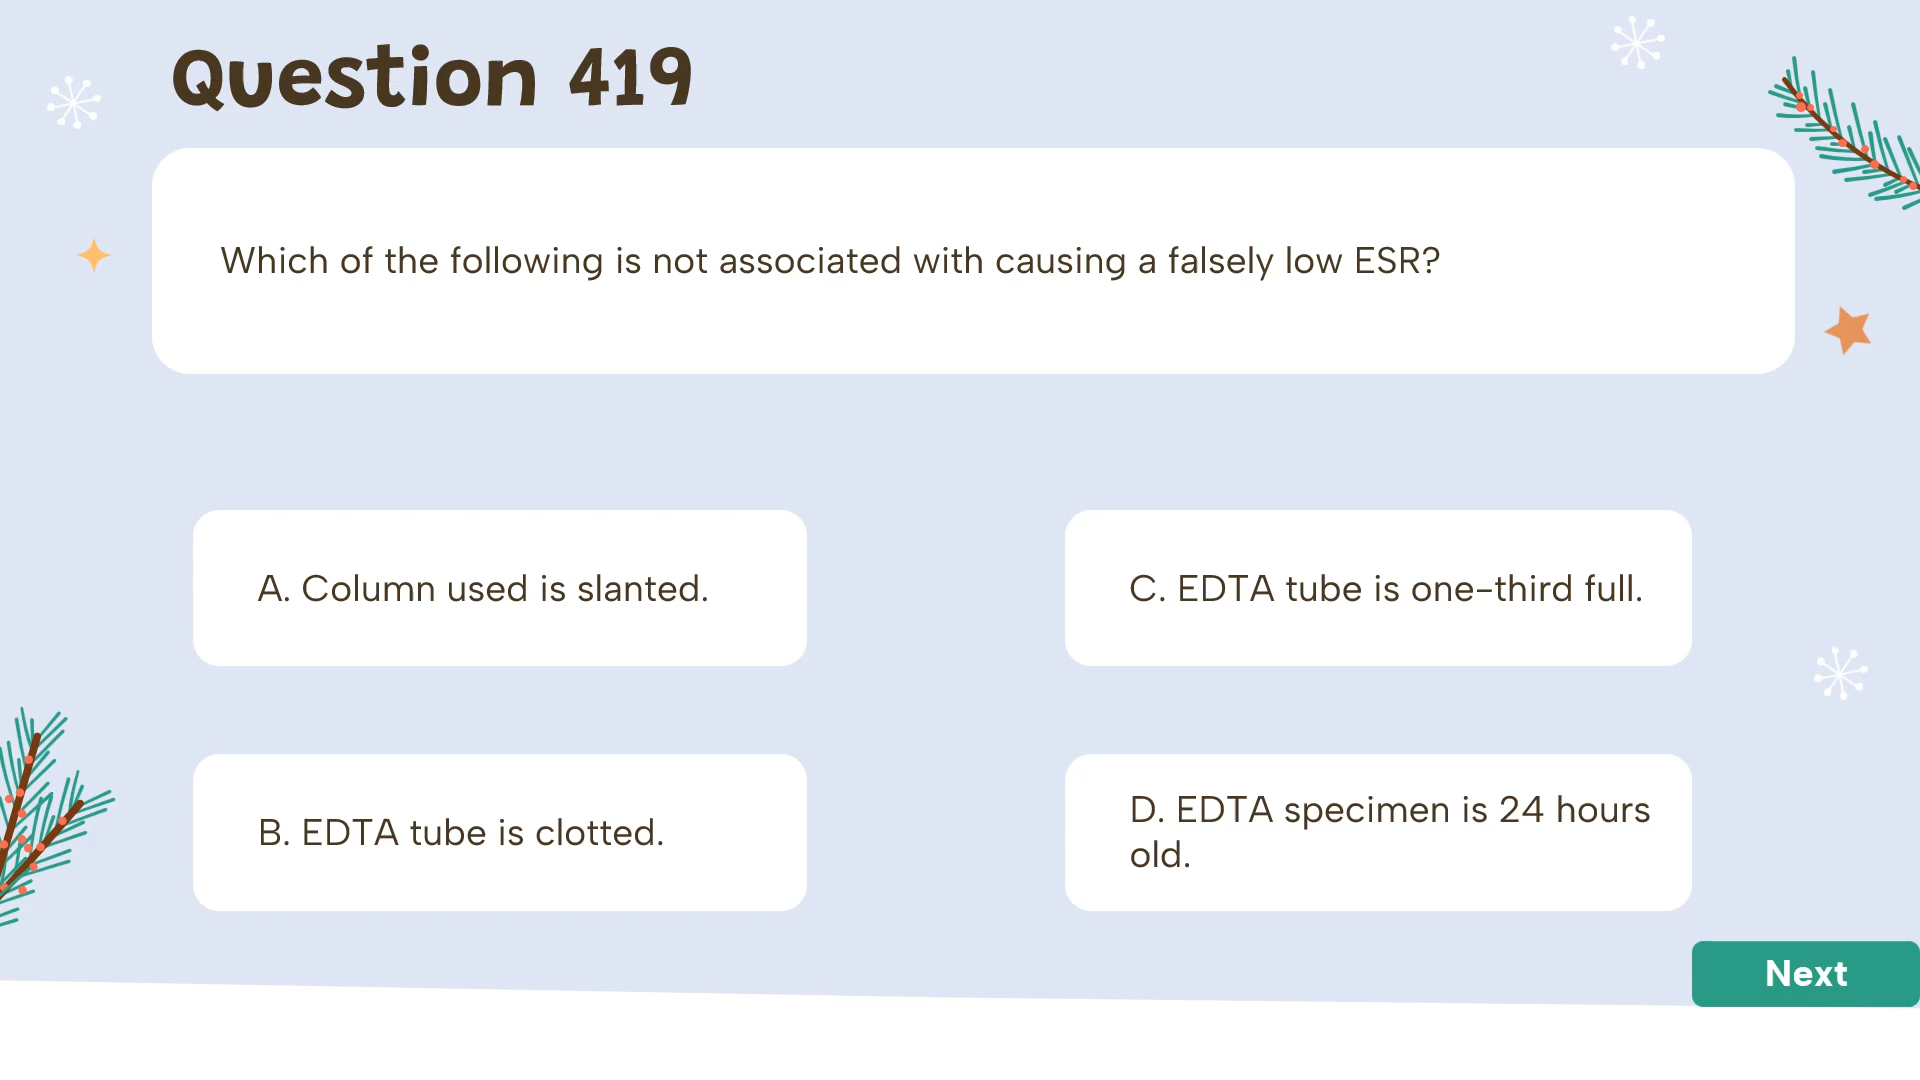 Question 419
Which of the following is not associated with causing a falsely low ESR?
A. Column used is slanted.
B. EDTA tube is clotted.
C. EDTA tube is one-third full.
D. EDTA specimen is 24 hours
old.
Next